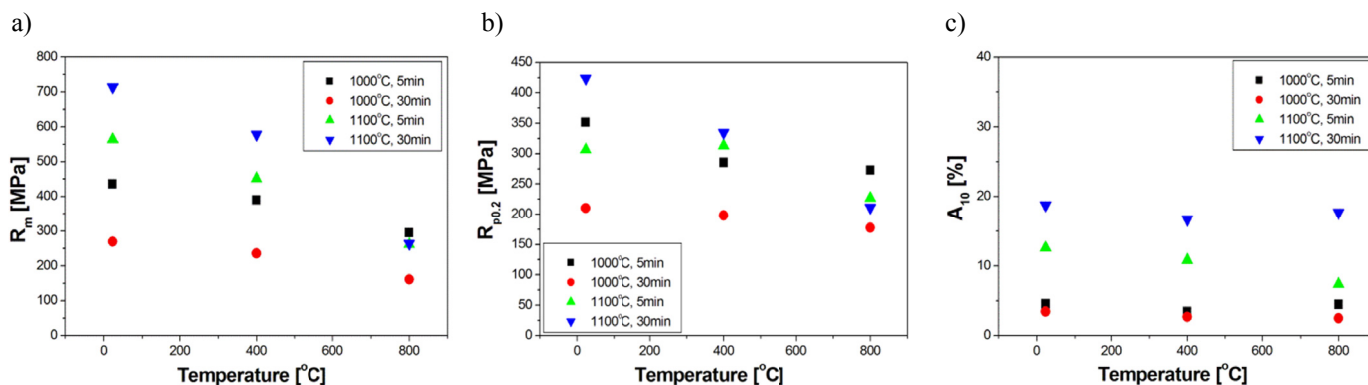 a)
800
700
600
500
400
300
200
100
0
R_m [MPa]
1000°C, 5min
1000°C, 30min
1100°C, 5min
1100°C, 30min
0 200 400 600 800
Temperature [°C]
b)
450
400
350
300
250
200
150
100
50
0
R_p0.2 [MPa]
1000°C, 5min
1000°C, 30min
1100°C, 5min
1100°C, 30min
0 200 400 600 800
Temperature [°C]
c)
40
30
20
10
0
A_10 [%]
1000°C, 5min
1000°C, 30min
1100°C, 5min
1100°C, 30min
0 200 400 600 800
Temperature [°C]